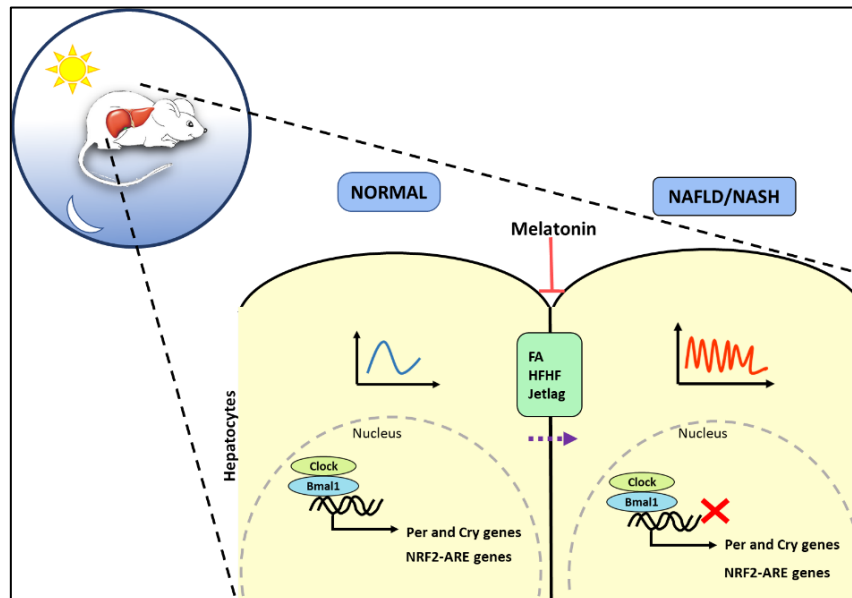 NORMAL
NAFLD/NASH
Melatonin
FA
HFHF
Jetlag
Hepatocytes
Nucleus
Clock
Bmal1
Per and Cry genes
NRF2-ARE genes
Nucleus
Clock
Bmal1
Per and Cry genes
NRF2-ARE genes